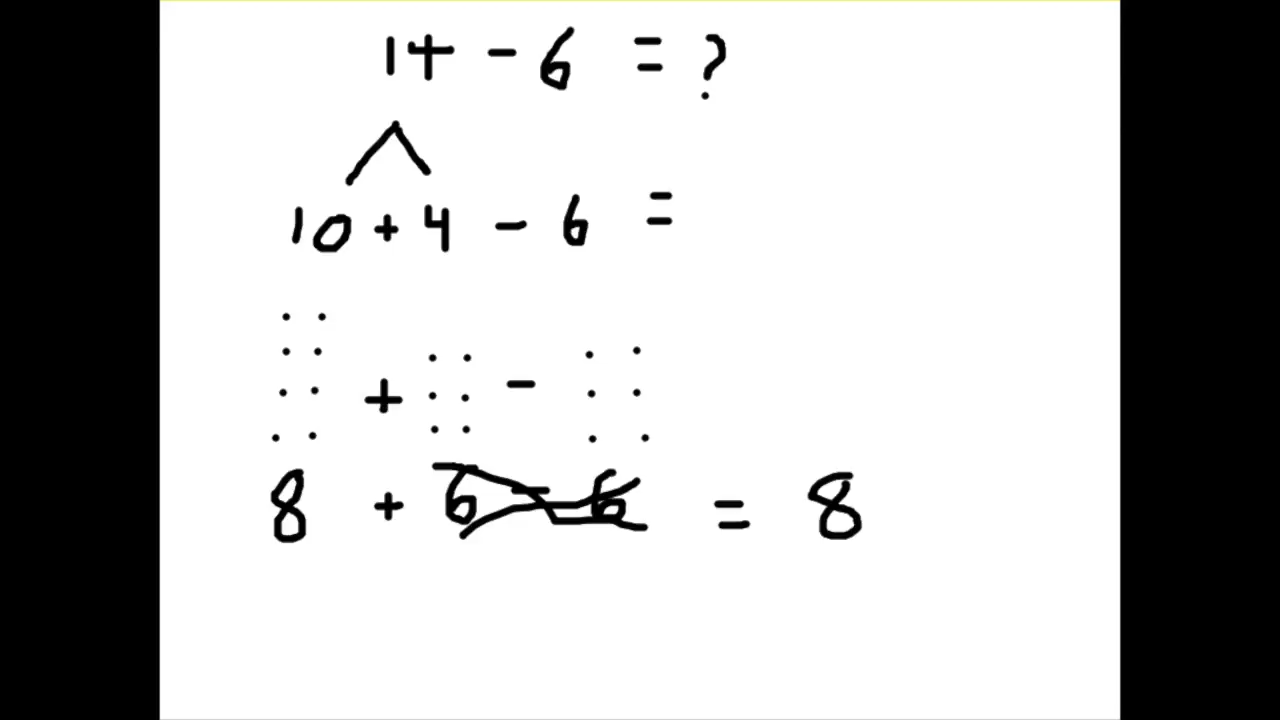 14 - 6 = ?
10 + 4 - 6 =
+ -
8 + 6 - 6 = 8